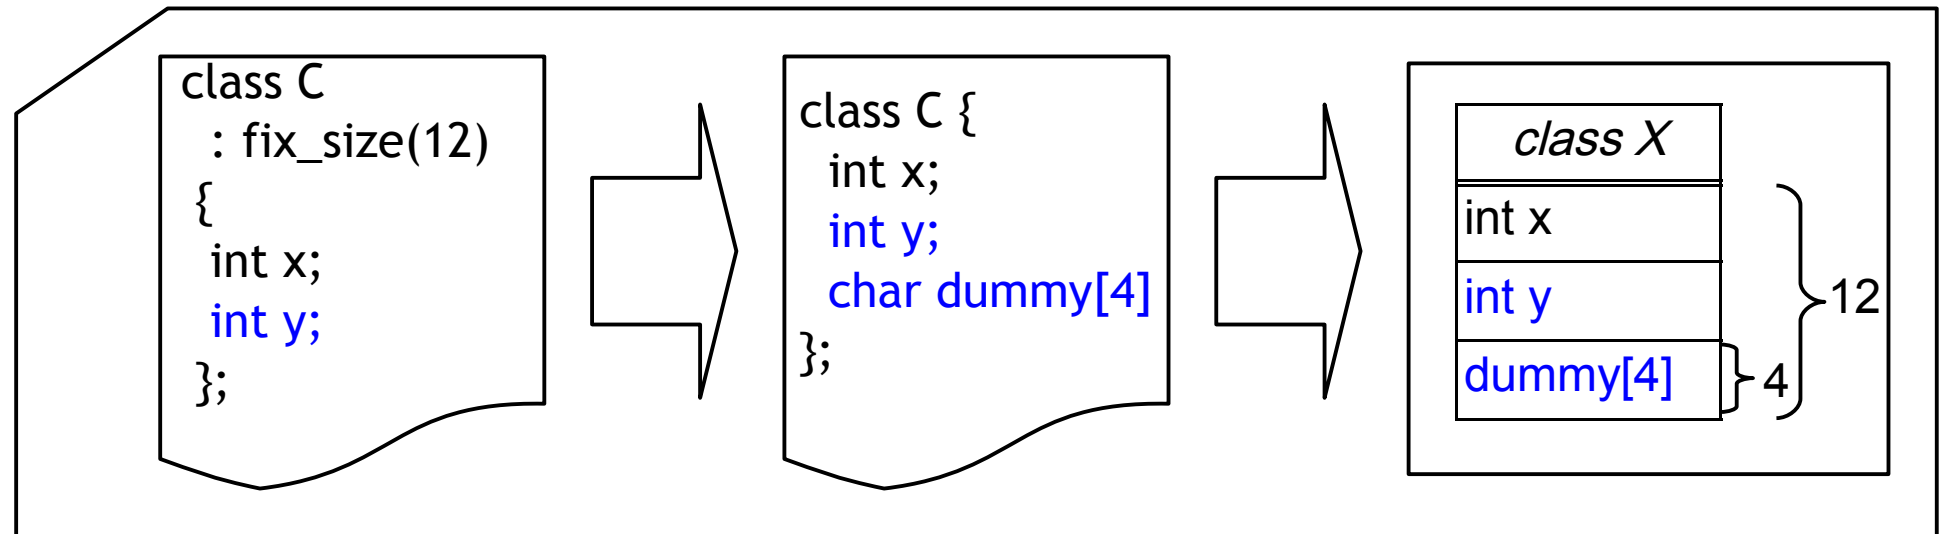 class C
: fix_size(12)
{
int x;
int y;
};
class C {
int x;
int y;
char dummy[4]
};
class X
int x
int y
dummy[4]
4
12